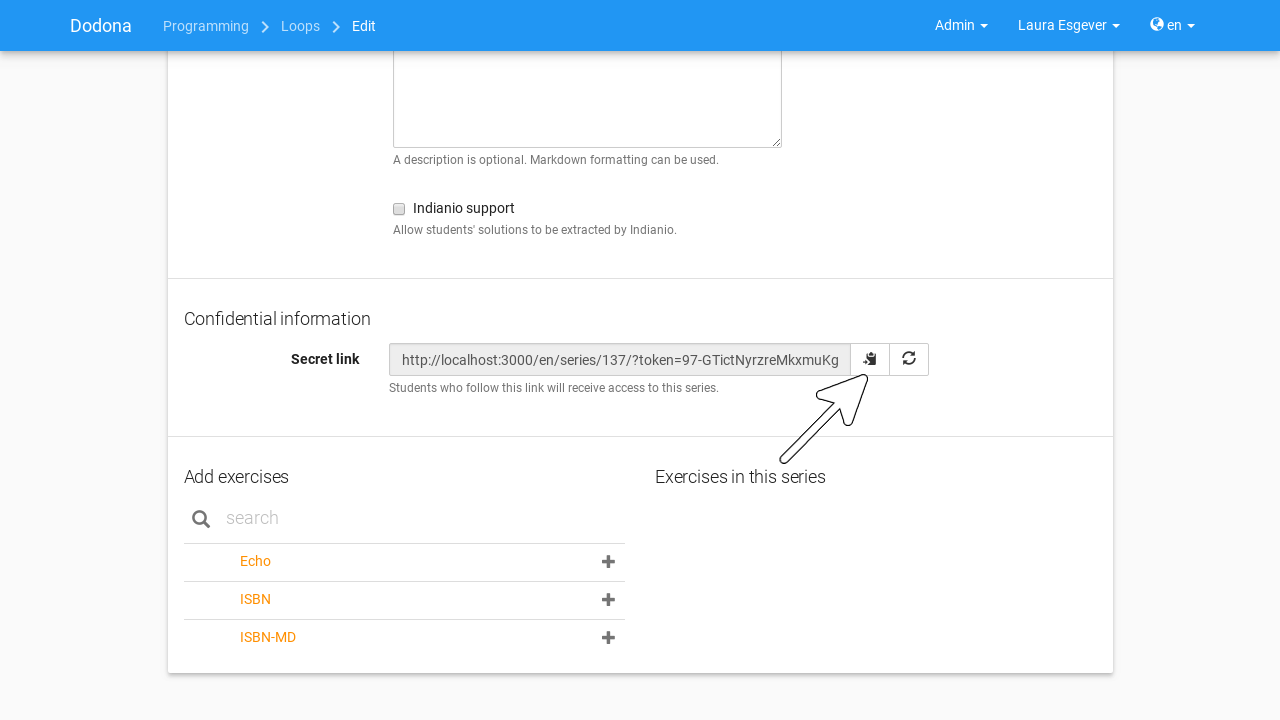 Dodona Programming Loops Edit Admin Laura Esgever en
A description is optional. Markdown formatting can be used.
Indianio support
Allow students' solutions to be extracted by Indianio.
Confidential information
Secret link http://localhost:3000/en/series/137/?token=97-GTictNyrzreMkxmuKg
Students who follow this link will receive access to this series.
Add exercises
search
Echo
ISBN
ISBN-MD
Exercises in this series